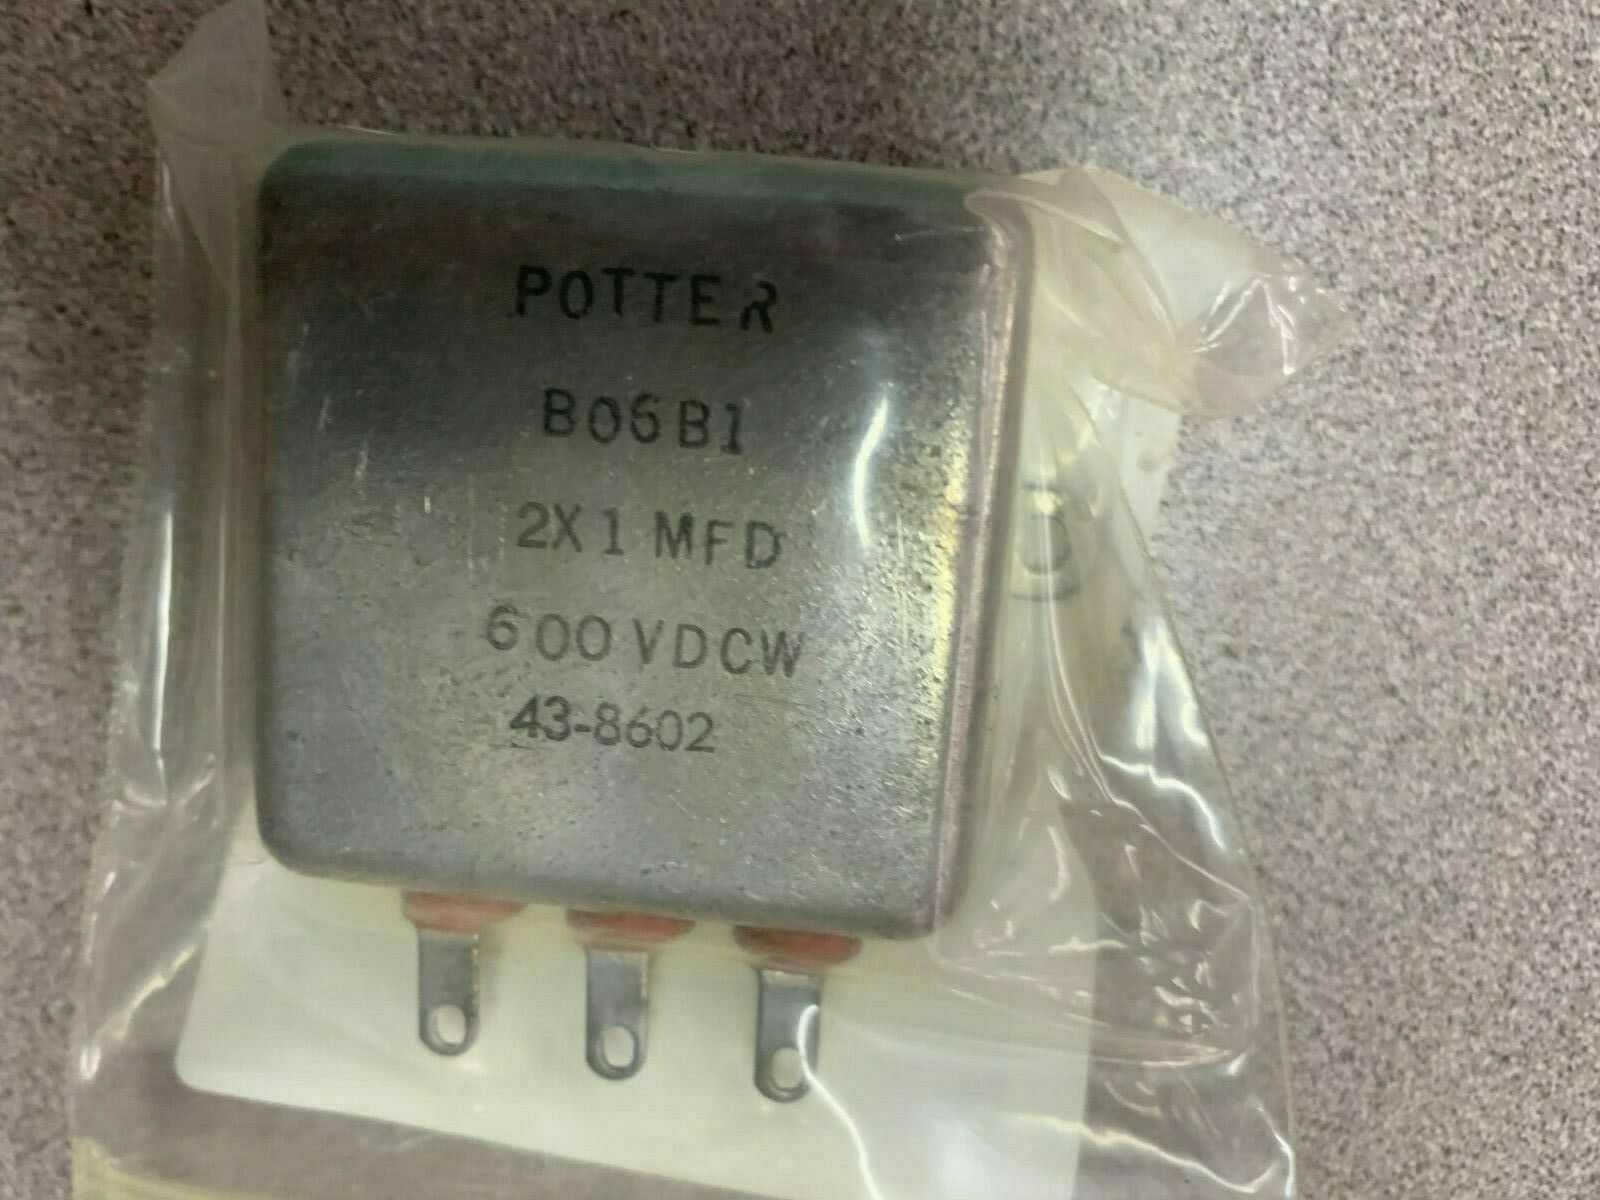 POTTER
B06B1
2X1 MFD
600 VDCW
43-8602